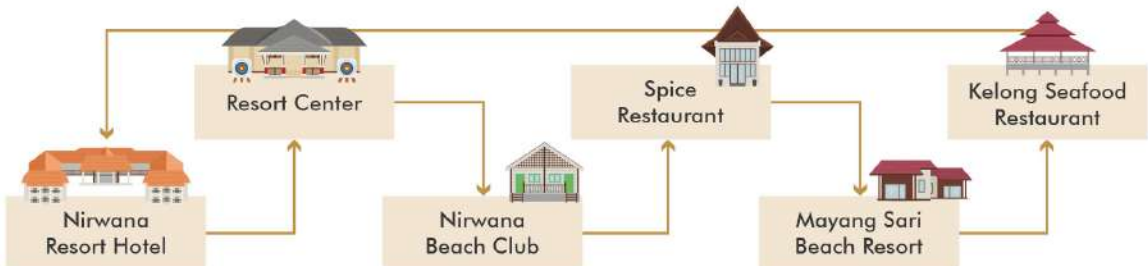 Resort Center
Spice
Restaurant
Kelong Seafood
Restaurant
Nirwana
Resort Hotel
Nirwana
Beach Club
Mayang Sari
Beach Resort